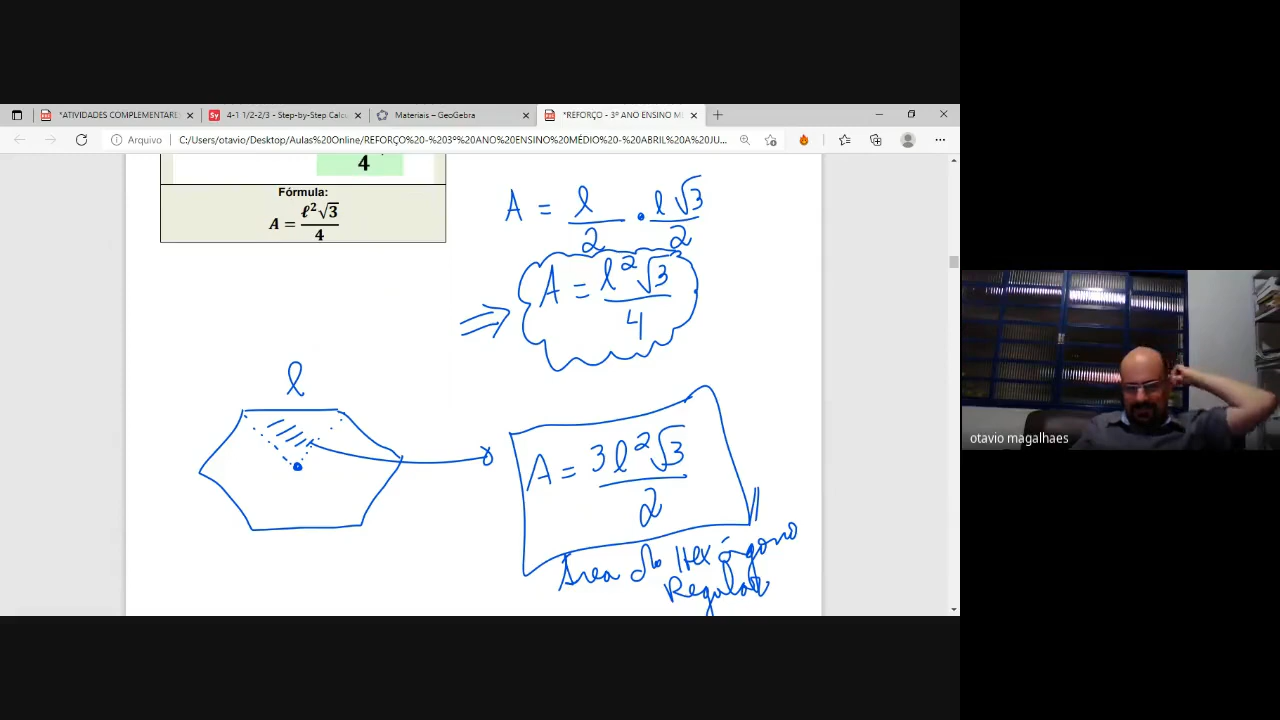 *ATIVIDADES COMPLEMENTARE
4-1 1/2-2/3 - Step-by-Step Calcu
Materiais – GeoGebra
*REFORÇO - 3º ANO ENSINO M
Arquivo
C:/Users/otavio/Desktop/Aulas%20Online/REFORÇO%20-%203º%20ANO%20ENSINO%20MÉDIO%20-%20ABRIL%20A%20JU...
4
Fórmula:
A = ℓ²√3/4
A = l/2 . l√3/2
⇒ A = l²√3/4
l
A = 3l²√3/2
Área do Hexágono
Regular
otavio magalhaes